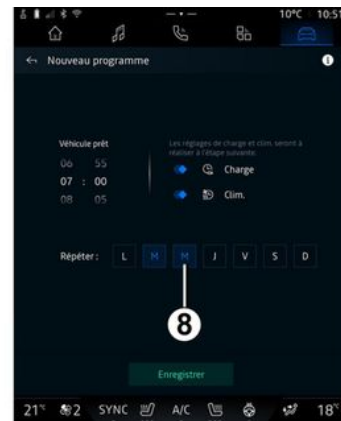 10°C 10:51
Nouveau programme
Véhicule prêt
Les réglages de charge et clim. seront à
réaliser à l'étape suivante:
06 55
07 : 00
08 05
Charge
Clim.
Répéter : L M M J V S D
8
Enregistrer
21° 2 SYNC A/C 18°